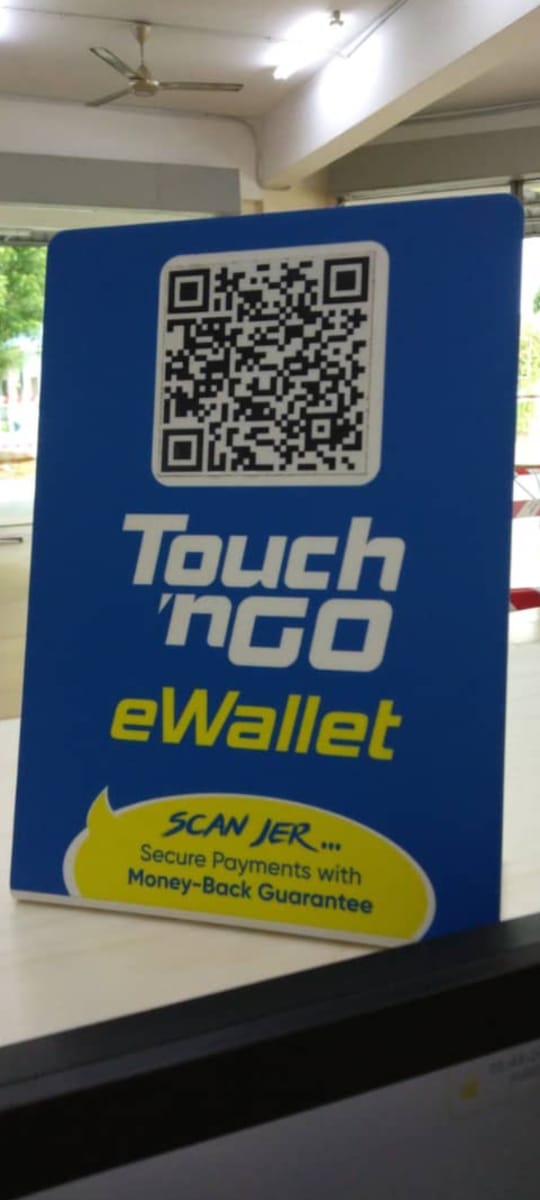 Touch
'nGO
eWallet
SCAN JER...
Secure Payments with
Money-Back Guarantee